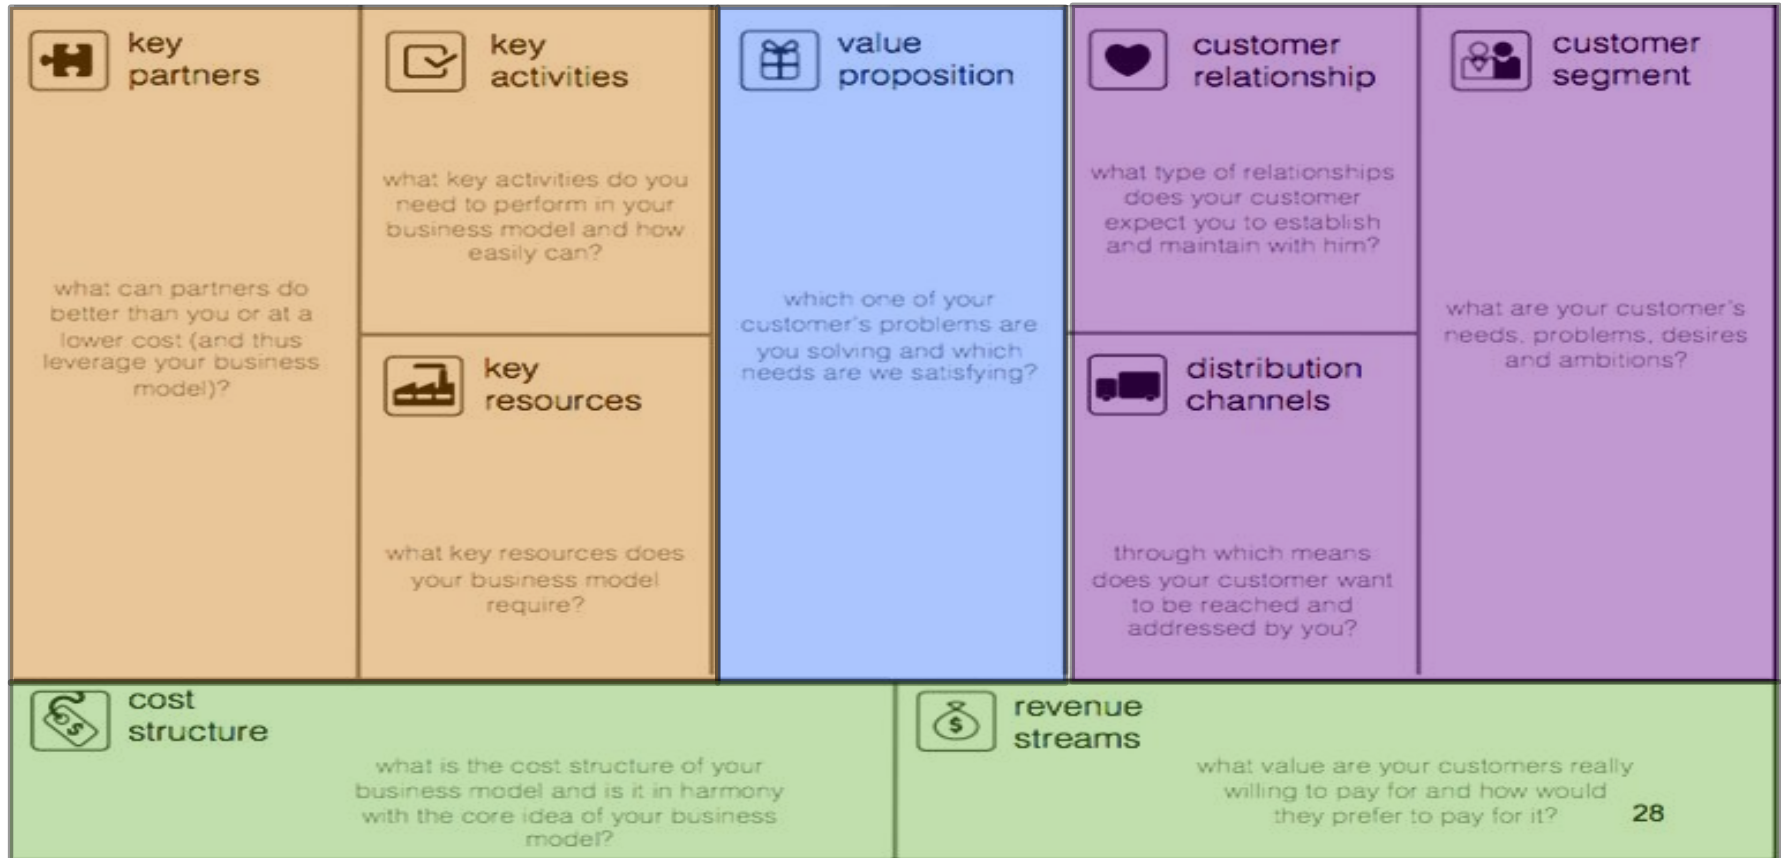 key
partners
what can partners do
better than you or at a
lower cost (and thus
leverage your business
model)?
key
activities
what key activities do you
need to perform in your
business model and how
easily can?
key
resources
what key resources does
your business model
require?
value
proposition
which one of your
customer's problems are
you solving and which
needs are we satisfying?
customer
relationship
what type of relationships
does your customer
expect you to establish
and maintain with him?
distribution
channels
through which means
does your customer want
to be reached and
addressed by you?
customer
segment
what are your customer's
needs, problems, desires
and ambitions?
cost
structure
what is the cost structure of your
business model and is it in harmony
with the core idea of your business
model?
revenue
streams
what value are your customers really
willing to pay for and how would
they prefer to pay for it?
28